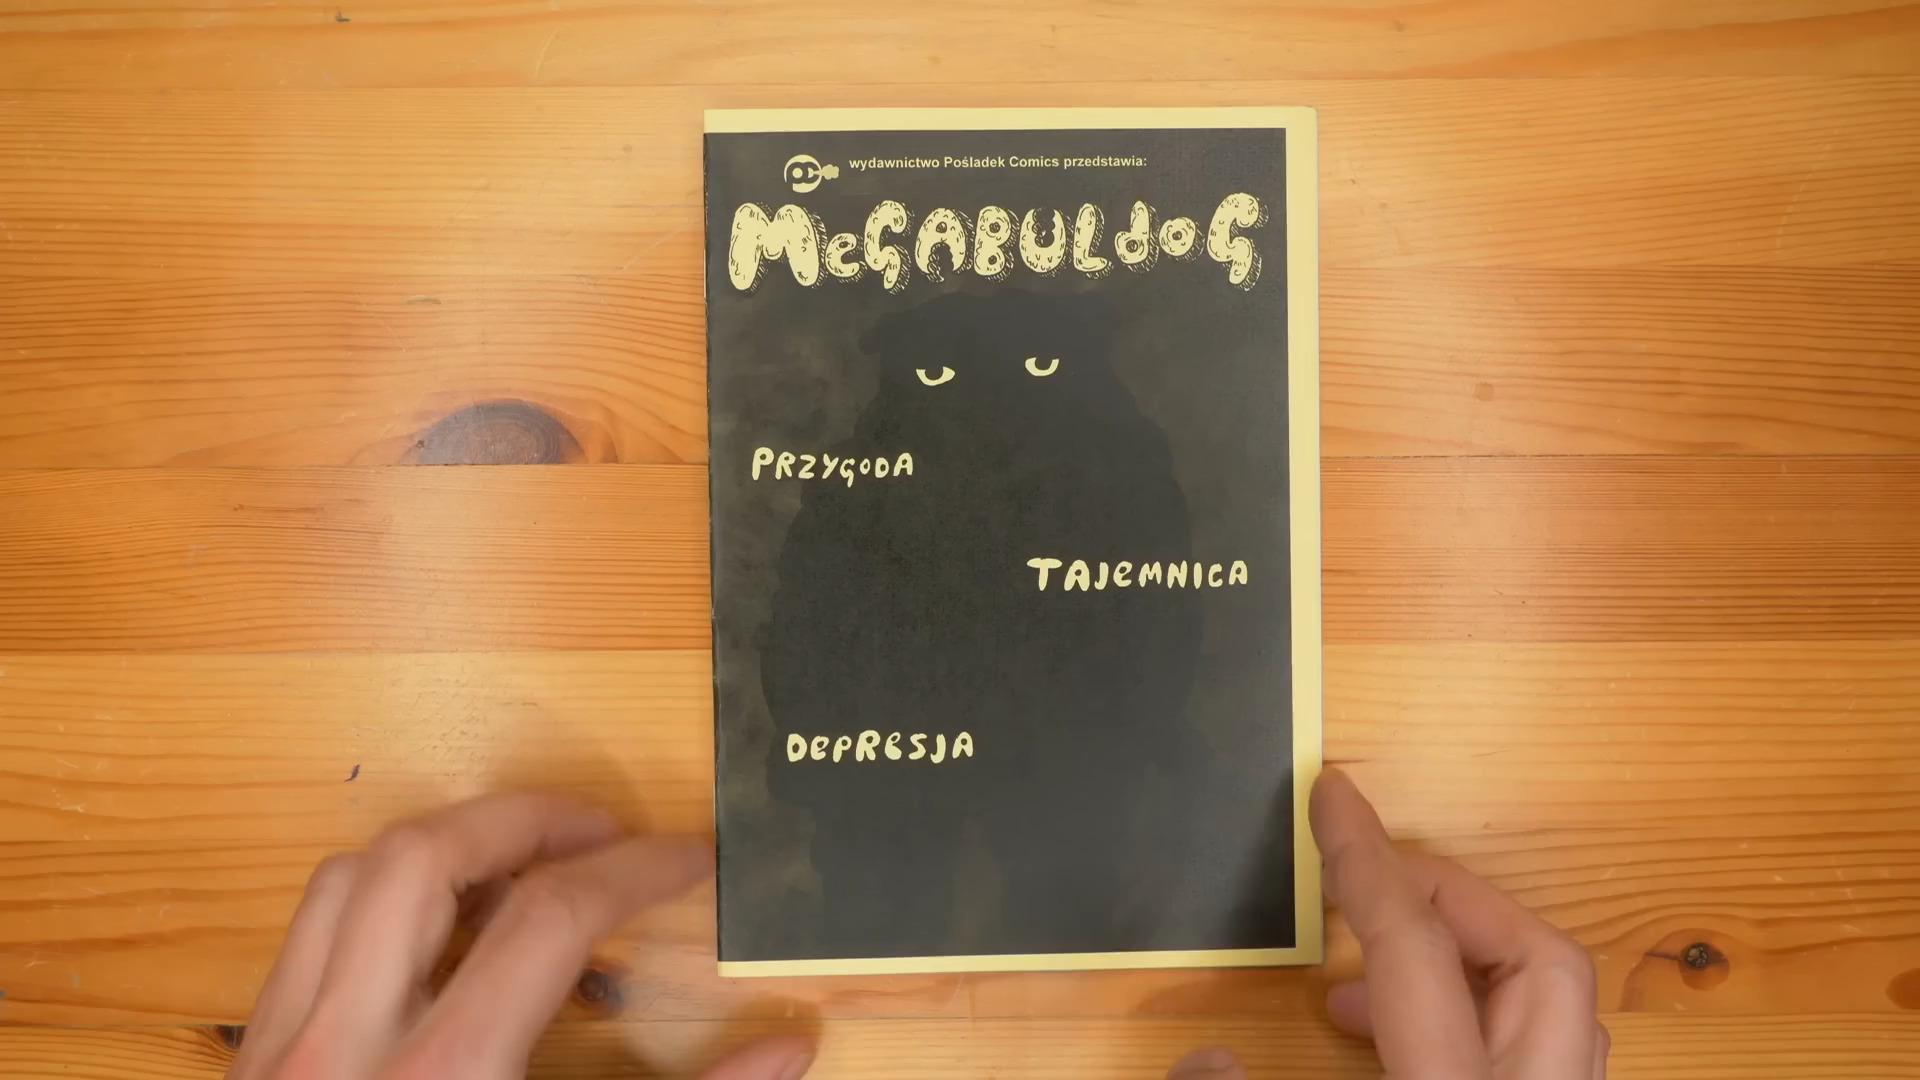 wydawnictwo Pośladek Comics przedstawia:
MeGABULdoG
PRZYGODA
TAJeMNICA
DePReSJA